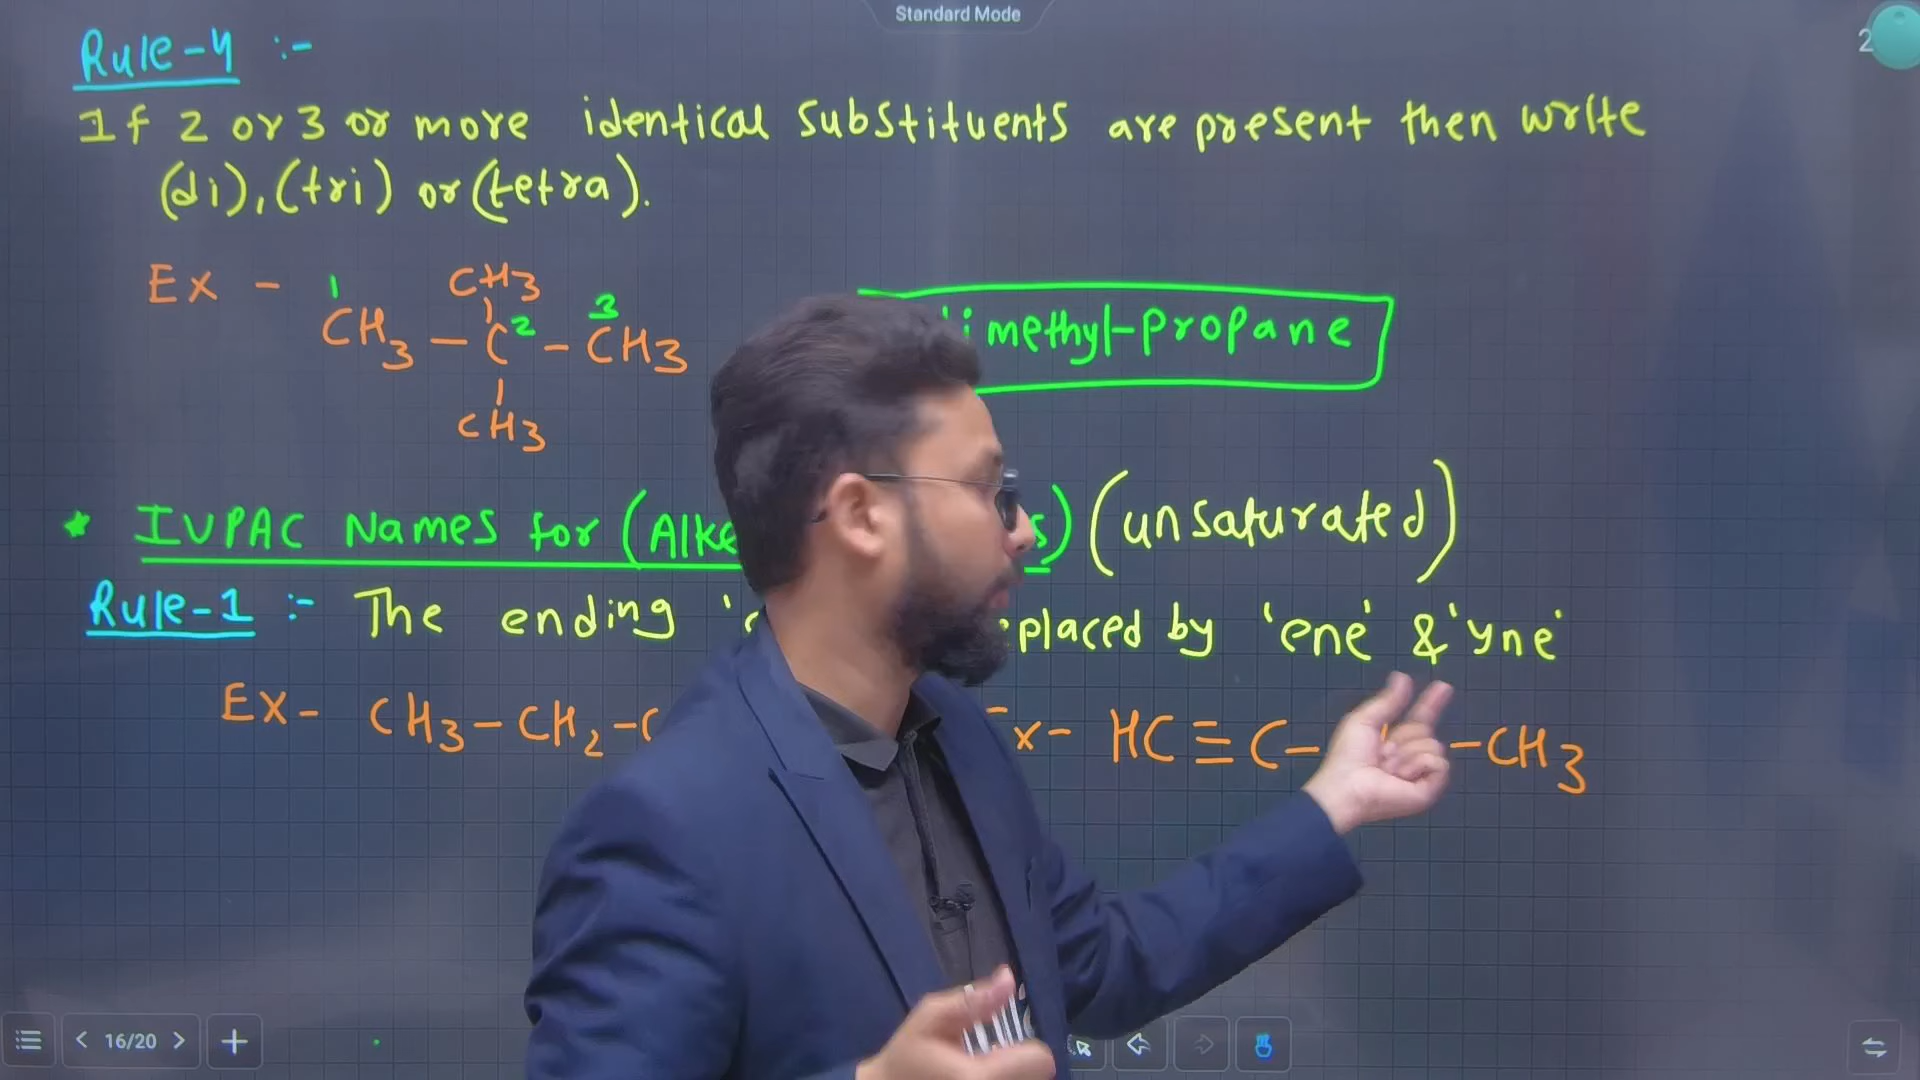 Standard Mode
2
Rule-4 :-
If 2 or 3 or more identical substituents are present then write
(di), (tri) or (tetra).
Ex -
1 CH3 3
CH3 - C2 - CH3
CH3
imethyl-propane
* IUPAC Names for (Alke s) (unsaturated)
Rule-1 :- The ending placed by 'ene' & 'yne'
EX- CH3-CH2-C x- HC≡C- -CH3
16/20